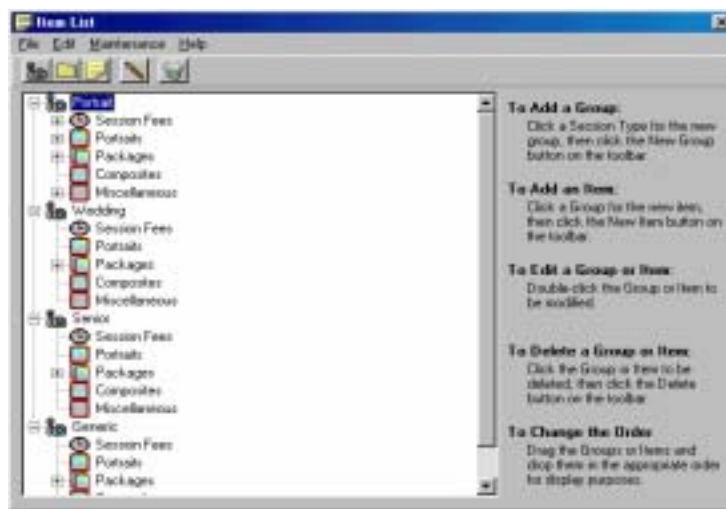 Item List
File Edit Maintenance Help
Portrait
Session Fees
Portraits
Packages
Composites
Miscellaneous
Wedding
Session Fees
Portraits
Packages
Composites
Miscellaneous
Senior
Session Fees
Portraits
Packages
Composites
Miscellaneous
Generic
Session Fees
Portraits
Packages
To Add a Group:
Click a Session Type for the new
group, then click the New Group
button on the toolbar.
To Add an Item:
Click a Group for the new item,
then click the New Item button on
the toolbar.
To Edit a Group or Item:
Double-click the Group or Item to
be modified.
To Delete a Group or Item:
Click the Group or Item to be
deleted, then click the Delete
button on the toolbar
To Change the Order
Drag the Groups or Items and
drop them in the appropriate order
for display purposes.